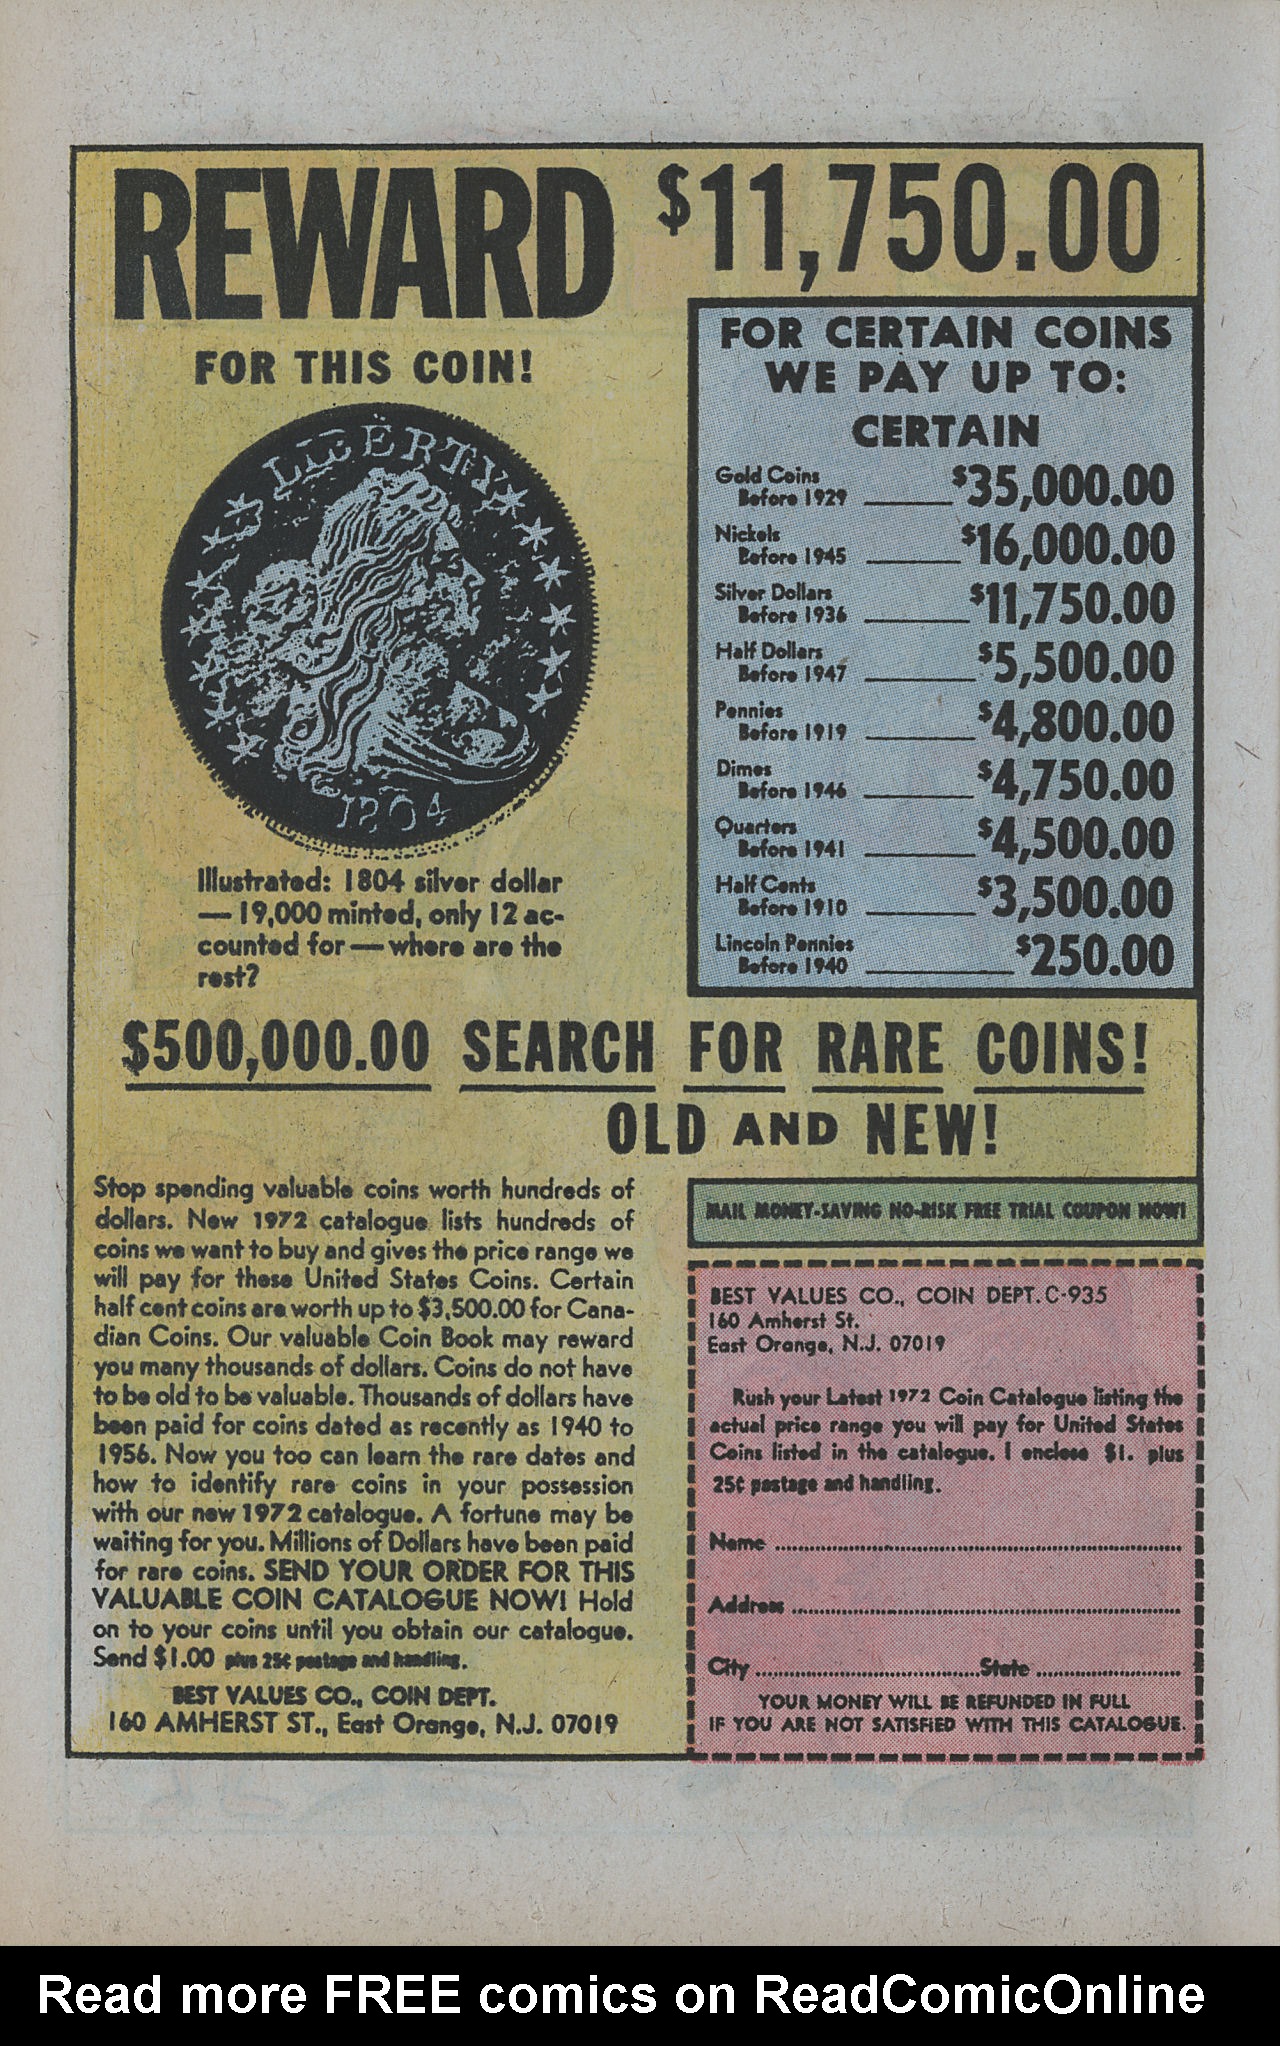 REWARD $11,750.00
FOR THIS COIN!
LIBERTY
1804
Illustrated: 1804 silver dollar
— 19,000 minted, only 12 ac-
counted for — where are the
rest?
FOR CERTAIN COINS
WE PAY UP TO:
CERTAIN
Gold Coins
Before 1929 $35,000.00
Nickels
Before 1945 $16,000.00
Silver Dollars
Before 1936 $11,750.00
Half Dollars
Before 1947 $5,500.00
Pennies
Before 1919 $4,800.00
Dimes
Before 1946 $4,750.00
Quarters
Before 1941 $4,500.00
Half Cents
Before 1910 $3,500.00
Lincoln Pennies
Before 1940 $250.00
$500,000.00 SEARCH FOR RARE COINS!
OLD AND NEW!
Stop spending valuable coins worth hundreds of
dollars. New 1972 catalogue lists hundreds of
coins we want to buy and gives the price range we
will pay for these United States Coins. Certain
half cent coins are worth up to $3,500.00 for Cana-
dian Coins. Our valuable Coin Book may reward
you many thousands of dollars. Coins do not have
to be old to be valuable. Thousands of dollars have
been paid for coins dated as recently as 1940 to
1956. Now you too can learn the rare dates and
how to identify rare coins in your possession
with our new 1972 catalogue. A fortune may be
waiting for you. Millions of Dollars have been paid
for rare coins. SEND YOUR ORDER FOR THIS
VALUABLE COIN CATALOGUE NOW! Hold
on to your coins until you obtain our catalogue.
Send $1.00 plus 25¢ postage and handling.
BEST VALUES CO., COIN DEPT.
160 AMHERST ST., East Orange, N.J. 07019
MAIL MONEY-SAVING NO-RISK FREE TRIAL COUPON NOW!
BEST VALUES CO., COIN DEPT. C-935
160 Amherst St.
East Orange, N.J. 07019
Rush your Latest 1972 Coin Catalogue listing the
actual price range you will pay for United States
Coins listed in the catalogue. I enclose $1. plus
25¢ postage and handling.
Name
Address
City State
YOUR MONEY WILL BE REFUNDED IN FULL
IF YOU ARE NOT SATISFIED WITH THIS CATALOGUE.
Read more FREE comics on ReadComicOnline